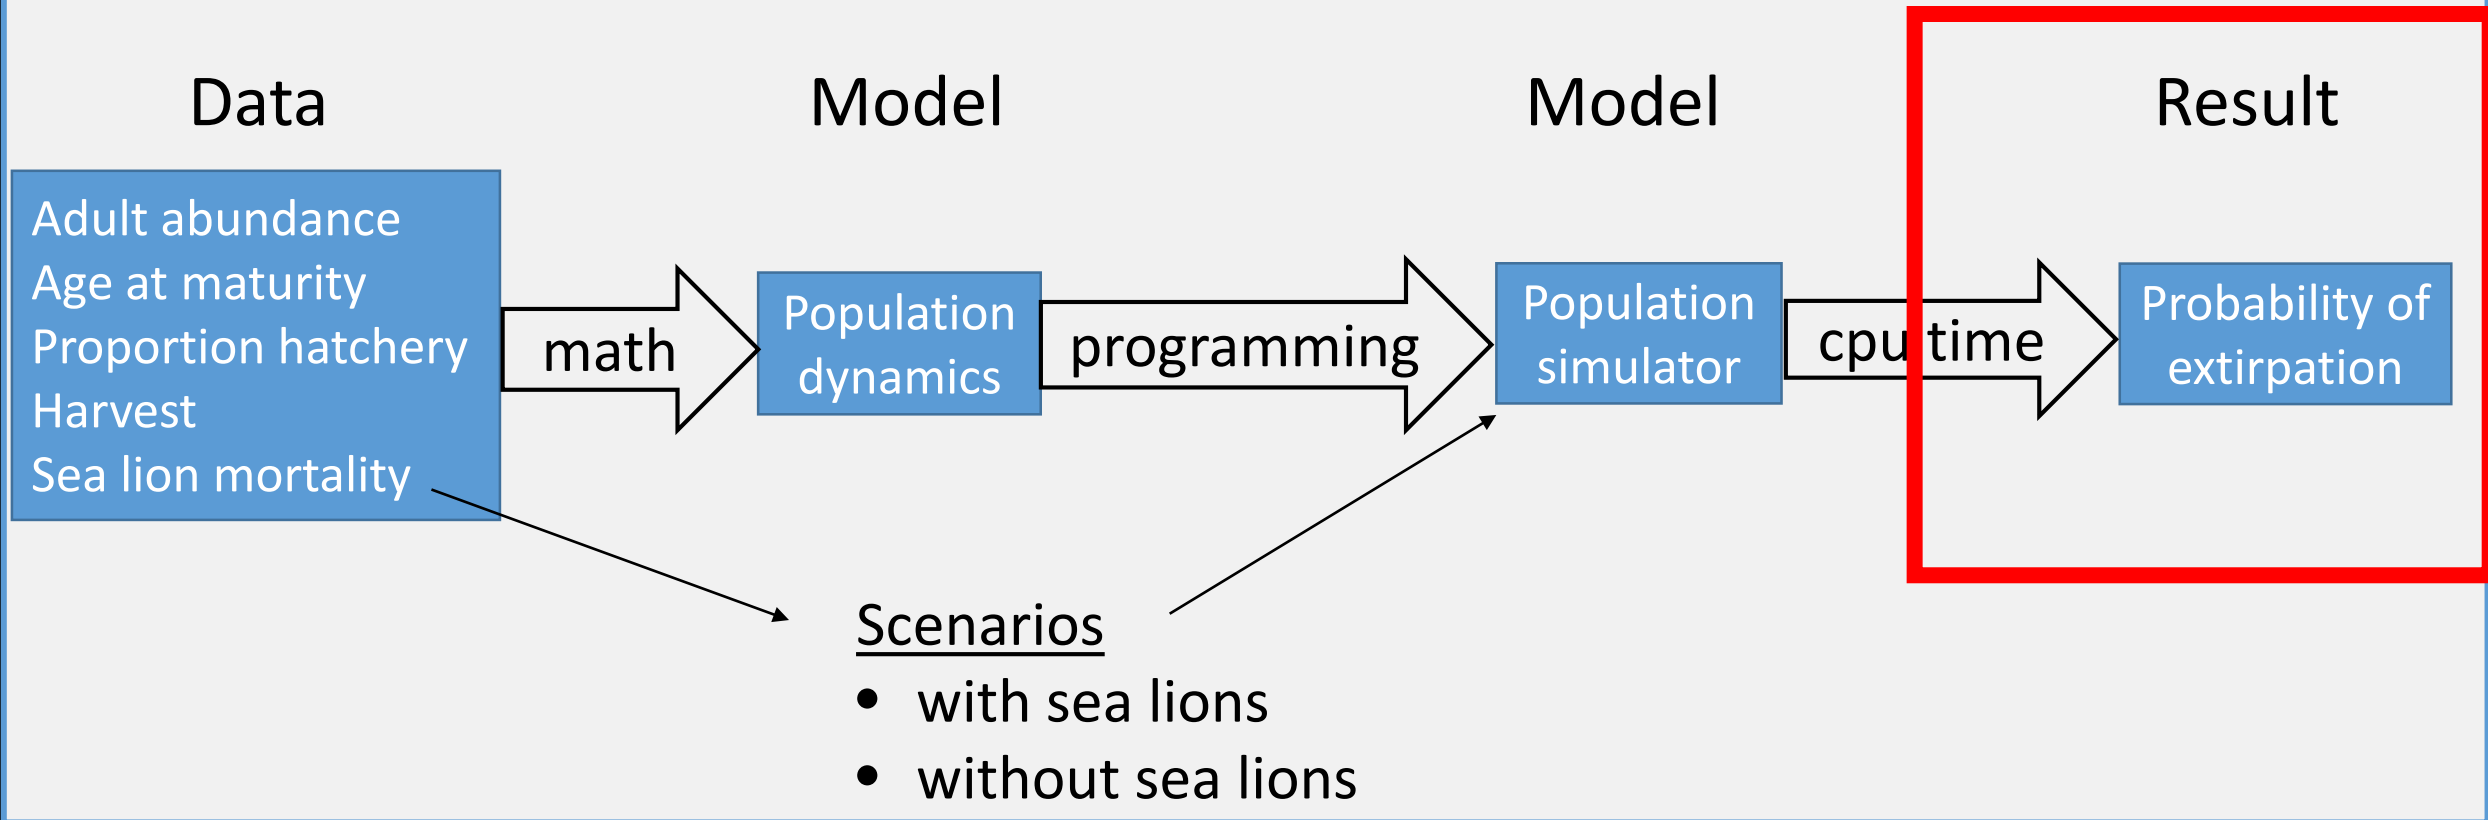 Data
Model
Model
Result
Adult abundance
Age at maturity
Proportion hatchery
Harvest
Sea lion mortality
math
Population
dynamics
programming
Population
simulator
cpu time
Probability of
extirpation
Scenarios
• with sea lions
• without sea lions